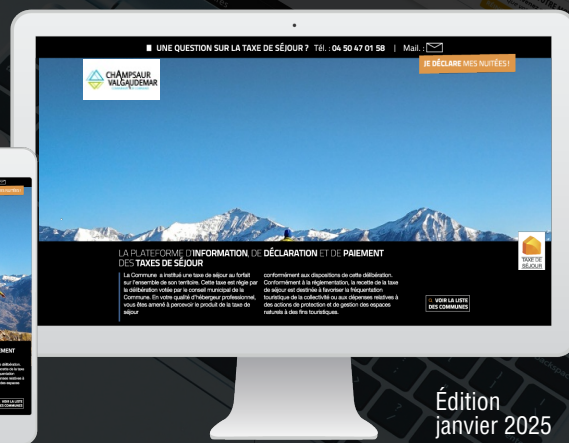 UNE QUESTION SUR LA TAXE DE SÉJOUR ? Tél. : 04 50 47 01 58 | Mail. :
JE DÉCLARE MES NUITÉES !
CHAMPSAUR
VALGAUDEMAR
LA PLATEFORME D'INFORMATION, DE DÉCLARATION ET DE PAIEMENT
DES TAXES DE SÉJOUR
La Commune a institué une taxe de séjour au forfait
sur l'ensemble de son territoire. Cette taxe est régie par
la délibération votée par le conseil municipal de la
Commune. En votre qualité d'hébergeur professionnel,
vous êtes amené à percevoir le produit de la taxe de
séjour
conformément aux dispositions de cette délibération.
Conformément à la réglementation, la recette de la taxe
de séjour est destinée à favoriser la fréquentation
touristique de la collectivité ou aux dépenses relatives à
des actions de protection et de gestion des espaces
naturels à des fins touristiques.
TAXE DE
SÉJOUR
VOIR LA LISTE
DES COMMUNES
EMENT
VOIR LA LISTE
DES COMMUNES
Édition
janvier 2025